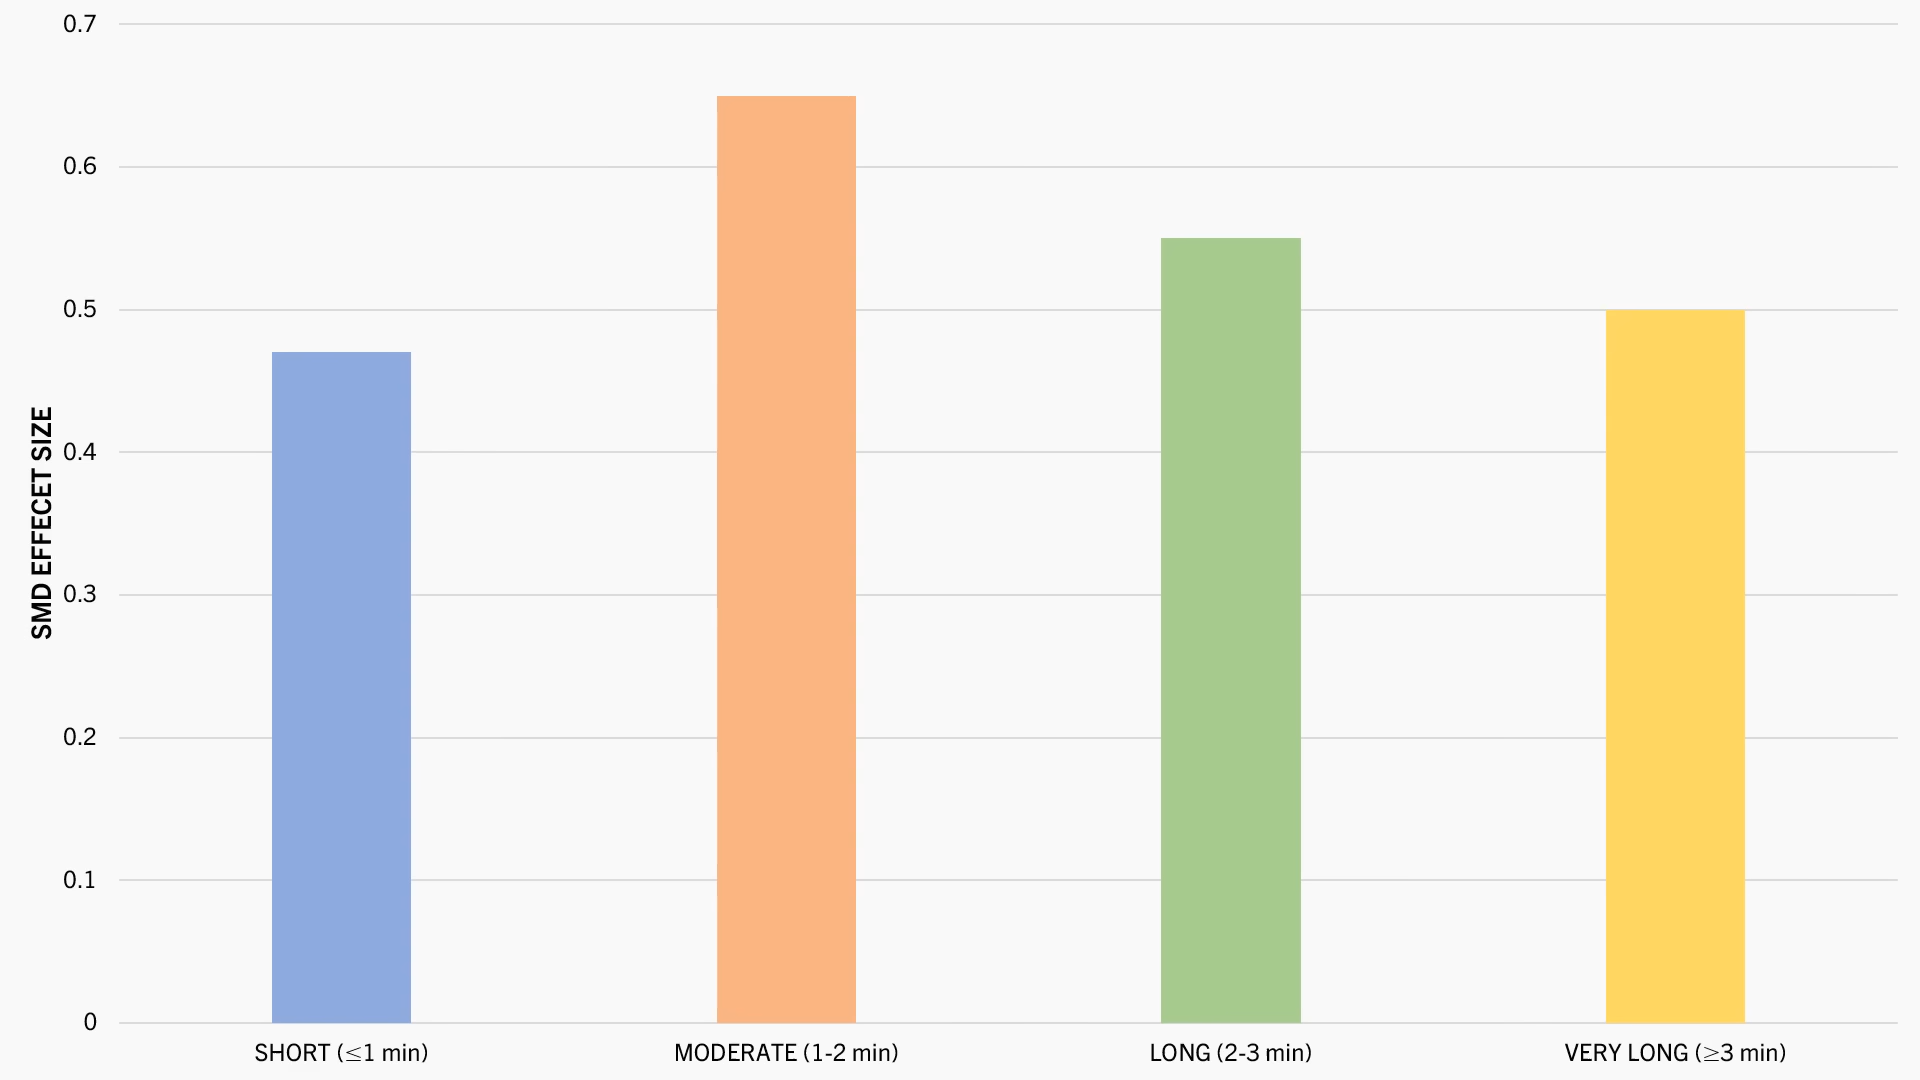 0.7
0.6
0.5
0.4
0.3
0.2
0.1
0
SMD EFFECET SIZE
SHORT (≤1 min)
MODERATE (1-2 min)
LONG (2-3 min)
VERY LONG (≥3 min)